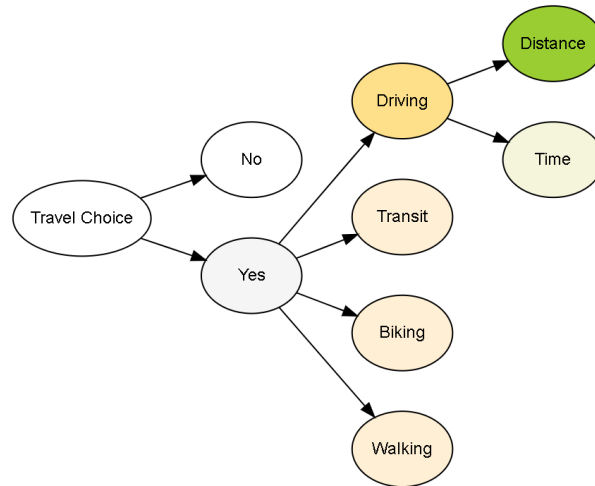 Travel Choice
No
Yes
Driving
Transit
Biking
Walking
Distance
Time